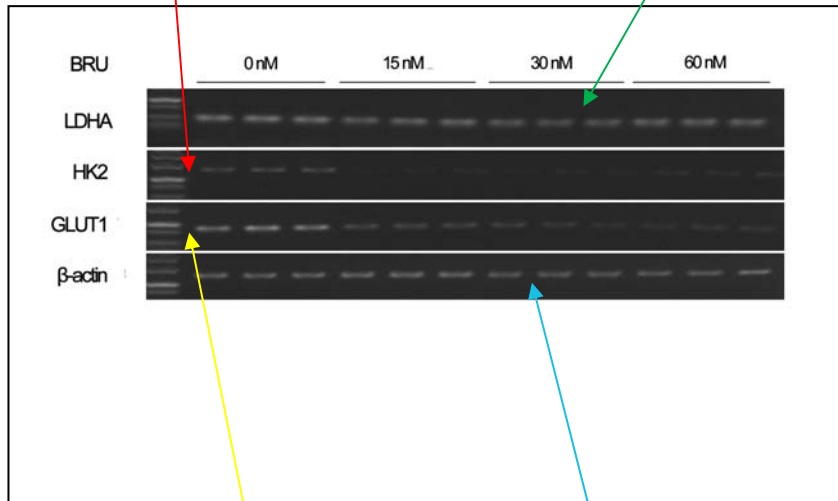 BRU 0 nM 15 nM 30 nM 60 nM
LDHA
HK2
GLUT1
β-actin